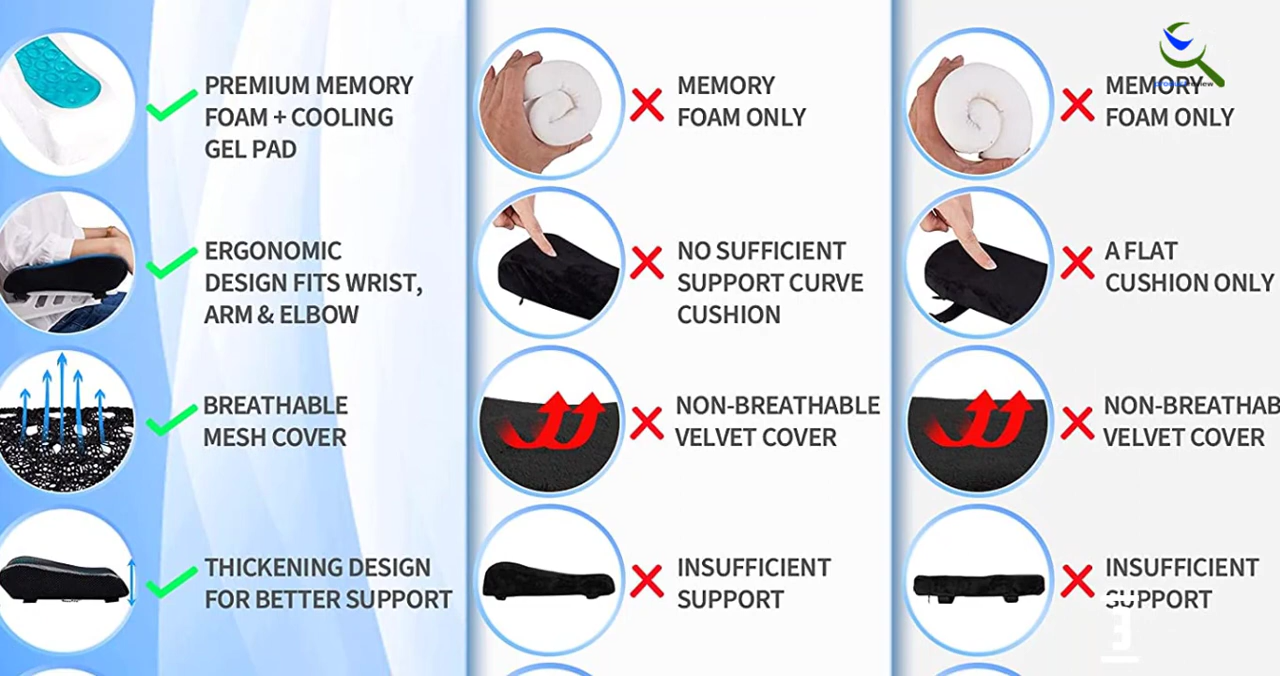 PREMIUM MEMORY
FOAM + COOLING
GEL PAD
MEMORY
FOAM ONLY
MEMORY
FOAM ONLY
ERGONOMIC
DESIGN FITS WRIST,
ARM & ELBOW
NO SUFFICIENT
SUPPORT CURVE
CUSHION
A FLAT
CUSHION ONLY
BREATHABLE
MESH COVER
NON-BREATHABLE
VELVET COVER
NON-BREATHAB
VELVET COVER
THICKENING DESIGN
FOR BETTER SUPPORT
INSUFFICIENT
SUPPORT
INSUFFICIENT
SUPPORT